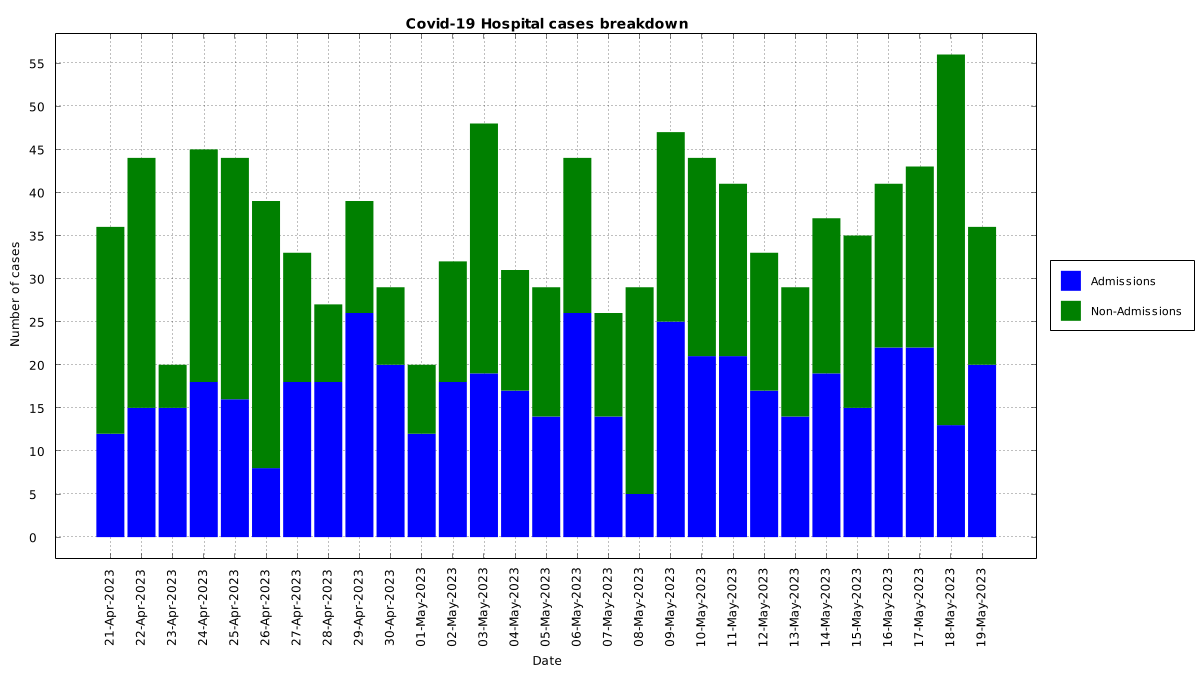 Covid-19 Hospital cases breakdown
Number of cases
55
50
45
40
35
30
25
20
15
10
5
0
21-Apr-2023
22-Apr-2023
23-Apr-2023
24-Apr-2023
25-Apr-2023
26-Apr-2023
27-Apr-2023
28-Apr-2023
29-Apr-2023
30-Apr-2023
01-May-2023
02-May-2023
03-May-2023
04-May-2023
05-May-2023
06-May-2023
07-May-2023
08-May-2023
09-May-2023
10-May-2023
11-May-2023
12-May-2023
13-May-2023
14-May-2023
15-May-2023
16-May-2023
17-May-2023
18-May-2023
19-May-2023
Date
Admissions
Non-Admissions